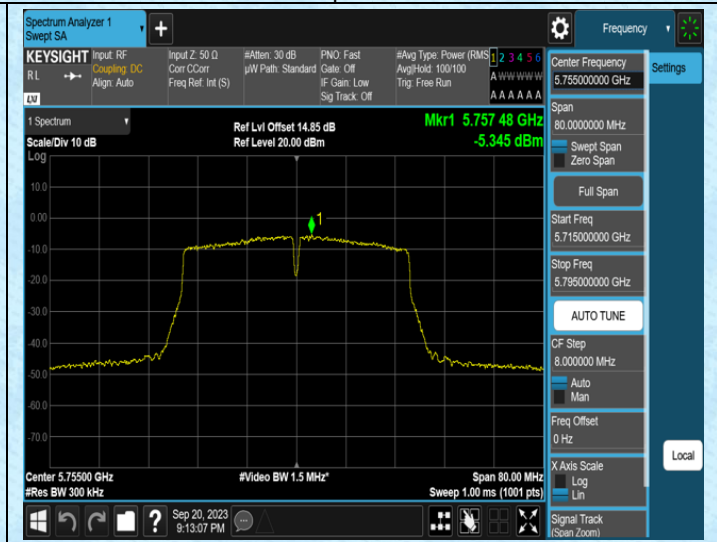 Spectrum Analyzer 1
Swept SA
+
Frequency
KEYSIGHT
RL
LXI
Input: RF
Coupling: DC
Align: Auto
Input Z: 50 Ω
Corr CCorr
Freq Ref: Int (S)
#Atten: 30 dB
µW Path: Standard
PNO: Fast
Gate: Off
IF Gain: Low
Sig Track: Off
#Avg Type: Power (RMS
Avg|Hold: 100/100
Trig: Free Run
1 2 3 4 5 6
A W W W W W
A A A A A A
1 Spectrum
Scale/Div 10 dB
Log
Ref Lvl Offset 14.85 dB
Ref Level 20.00 dBm
Mkr1 5.757 48 GHz
-5.345 dBm
10.0
0.00
-10.0
-20.0
-30.0
-40.0
-50.0
-60.0
-70.0
1
Center 5.75500 GHz
#Res BW 300 kHz
#Video BW 1.5 MHz*
Span 80.00 MHz
Sweep 1.00 ms (1001 pts)
?
Sep 20, 2023
9:13:07 PM
Center Frequency
5.755000000 GHz
Settings
Span
80.0000000 MHz
Swept Span
Zero Span
Full Span
Start Freq
5.715000000 GHz
Stop Freq
5.795000000 GHz
AUTO TUNE
CF Step
8.000000 MHz
Auto
Man
Freq Offset
0 Hz
X Axis Scale
Log
Lin
Local
Signal Track
(Span Zoom)